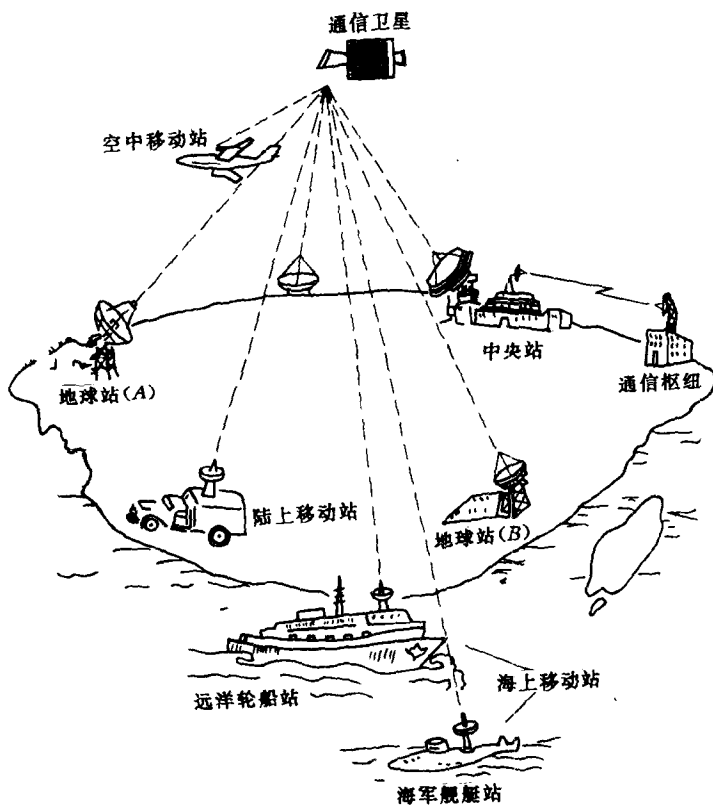 通信卫星
空中移动站
中央站
通信枢纽
地球站(A)
陆上移动站
地球站(B)
远洋轮船站
海上移动站
海军舰艇站